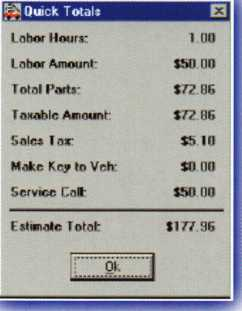 Quick Totals
Labor Hours: 1.00
Labor Amount: $50.00
Total Parts: $72.86
Taxable Amount: $72.86
Sales Tax: $5.10
Make Key to Veh: $0.00
Service Call: $50.00
Estimate Total: $177.96
Ok